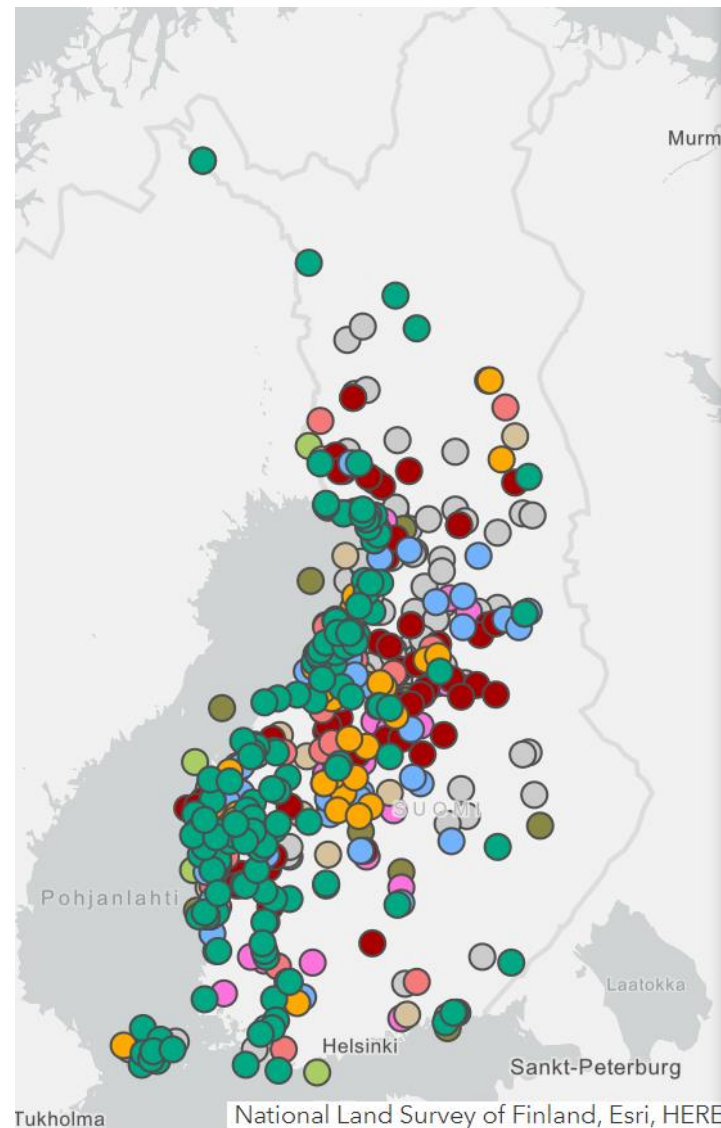 Murm
SUOMI
Pohjanlahti
Laatokka
Helsinki
Sankt-Peterburg
Tukholma
National Land Survey of Finland, Esri, HERE